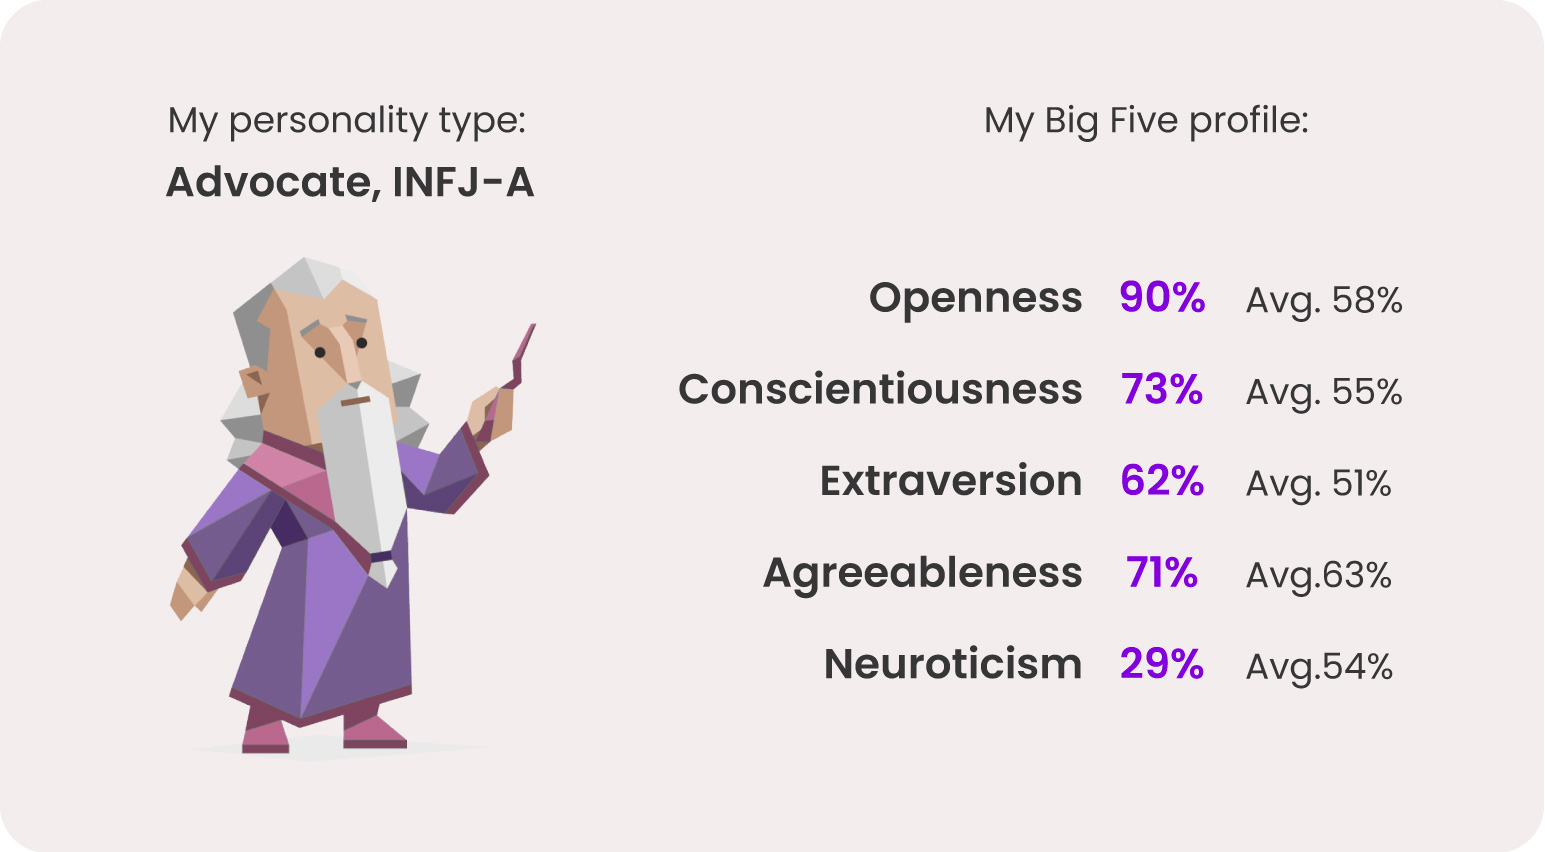 My personality type:
Advocate, INFJ-A
My Big Five profile:
Openness 90% Avg. 58%
Conscientiousness 73% Avg. 55%
Extraversion 62% Avg. 51%
Agreeableness 71% Avg.63%
Neuroticism 29% Avg.54%